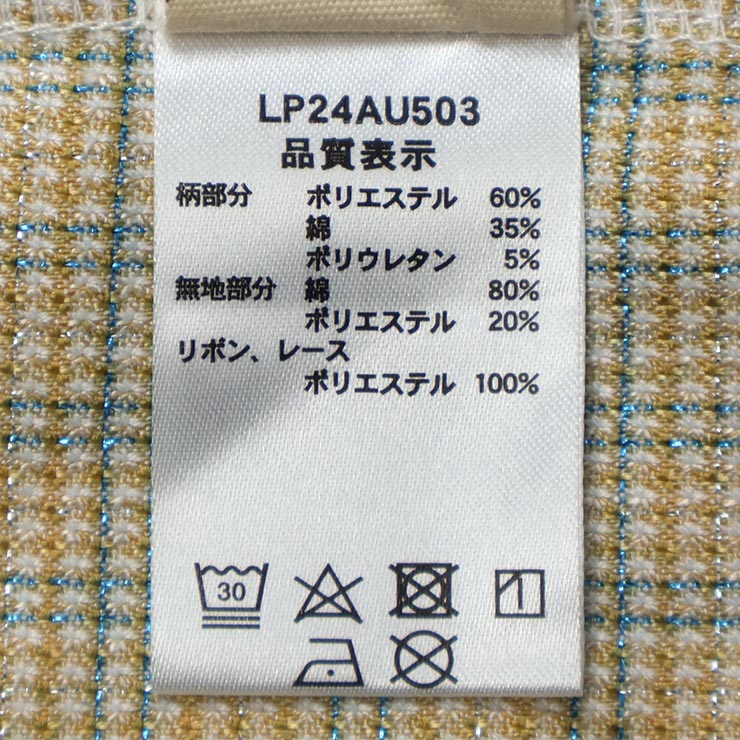 LP24AU503
品質表示
柄部分 ポリエステル 60%
綿 35%
ポリウレタン 5%
無地部分 綿 80%
ポリエステル 20%
リボン、レース
ポリエステル 100%
30